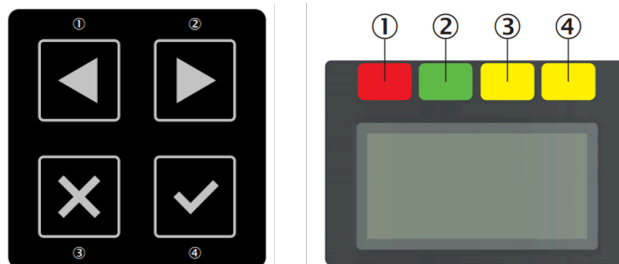 ① ②
③ ④
① ② ③ ④